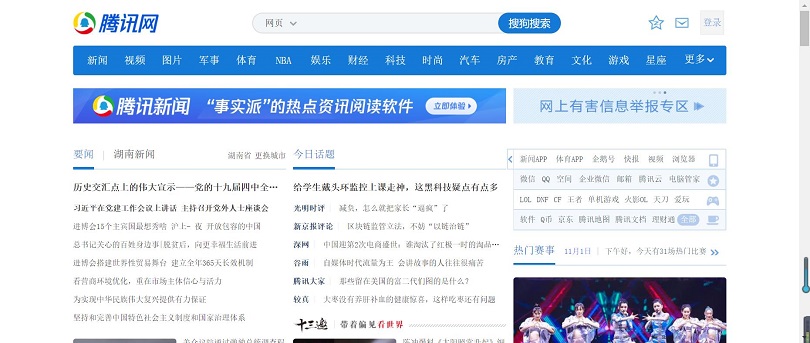 腾讯网
网页
搜狗搜索
登录
新闻 视频 图片 军事 体育 NBA 娱乐 财经 科技 时尚 汽车 房产 教育 文化 游戏 星座 更多
腾讯新闻 “事实派”的热点资讯阅读软件 立即体验
网上有害信息举报专区
要闻 湖南新闻 湖南省 更换城市
历史交汇点上的伟大宣示——党的十九届四中全…
习近平在党建工作会议上讲话 主持召开党外人士座谈会
进博会15个主宾国最想秀啥 沪上·夜 开放包容的中国
总书记关心的百姓身边事|脱贫后，向更幸福生活前进
进博会搭建世界性贸易舞台 建立全年365天长效机制
看营商环境优化，重在市场主体信心与活力
为实现中华民族伟大复兴提供有力保证
坚持和完善中国特色社会主义制度和国家治理体系
今日话题
给学生戴头环监控上课走神，这黑科技疑点有点多
光明时评 减负，怎么就把家长“逼疯”了
新京报评论 区块链监管立法，不妨“以链治链”
深网 中国迎第2次电商盛世，谁淘汰了红极一时的淘品…
谷雨 自媒体时代流量为王 会讲故事的人往往很痛苦
腾讯大家 那些留在美国的富二代们图的是什么？
较真 大枣没有养肝补血的健康惊喜，这样吃枣还有问题
十三邀 带着偏见看世界
新闻APP 体育APP 企鹅号 快报 视频 浏览器
微信 QQ 空间 企业微信 邮箱 腾讯云 电脑管家
LOL DNF CF 王者 单机游戏 火影OL 天刀 爱玩
软件 Q币 京东 腾讯地图 腾讯文档 理财通 全部
热门赛事 11月1日 下午好，今天有31场热门比赛